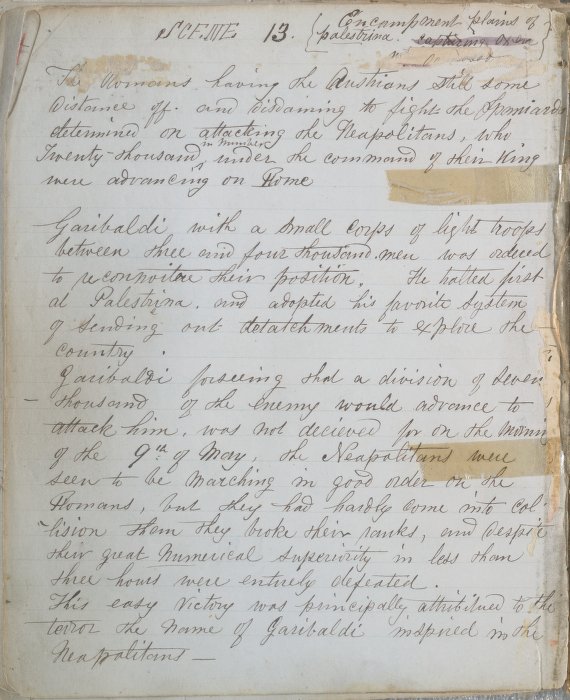 SCENE 13. {Encampment plains of
palestrina. capturing }
The Romans having the Austrians still some
distance off. and disdaming to fight the Spaniards
determined on attacking the Neapolitans, who
Twenty-thousand in Number under the command of their King
were advancing on Rome
Garibaldi with a small corps of light troops
between three and four thousand men was ordered
to reconnoitre their position. He halted first
at Palestrina. and adopted his favorite system
of sending out detatchments to explore the
country.
Garibaldi forseeing that a division of seven
thousand of the enemy would advance to
attack him, was not decieved for on the morning
of the 9th of May, the Neapolitans were
seen to be marching in good order on the
Romans, but they had hardly come into col-
lision them they broke their ranks, and despite
their great numerical superiority in less than
three hours were entirely defeated.
This easy victory was principally attributued to the
terror the Name of Garibaldi inspired in the
Neapolitans —